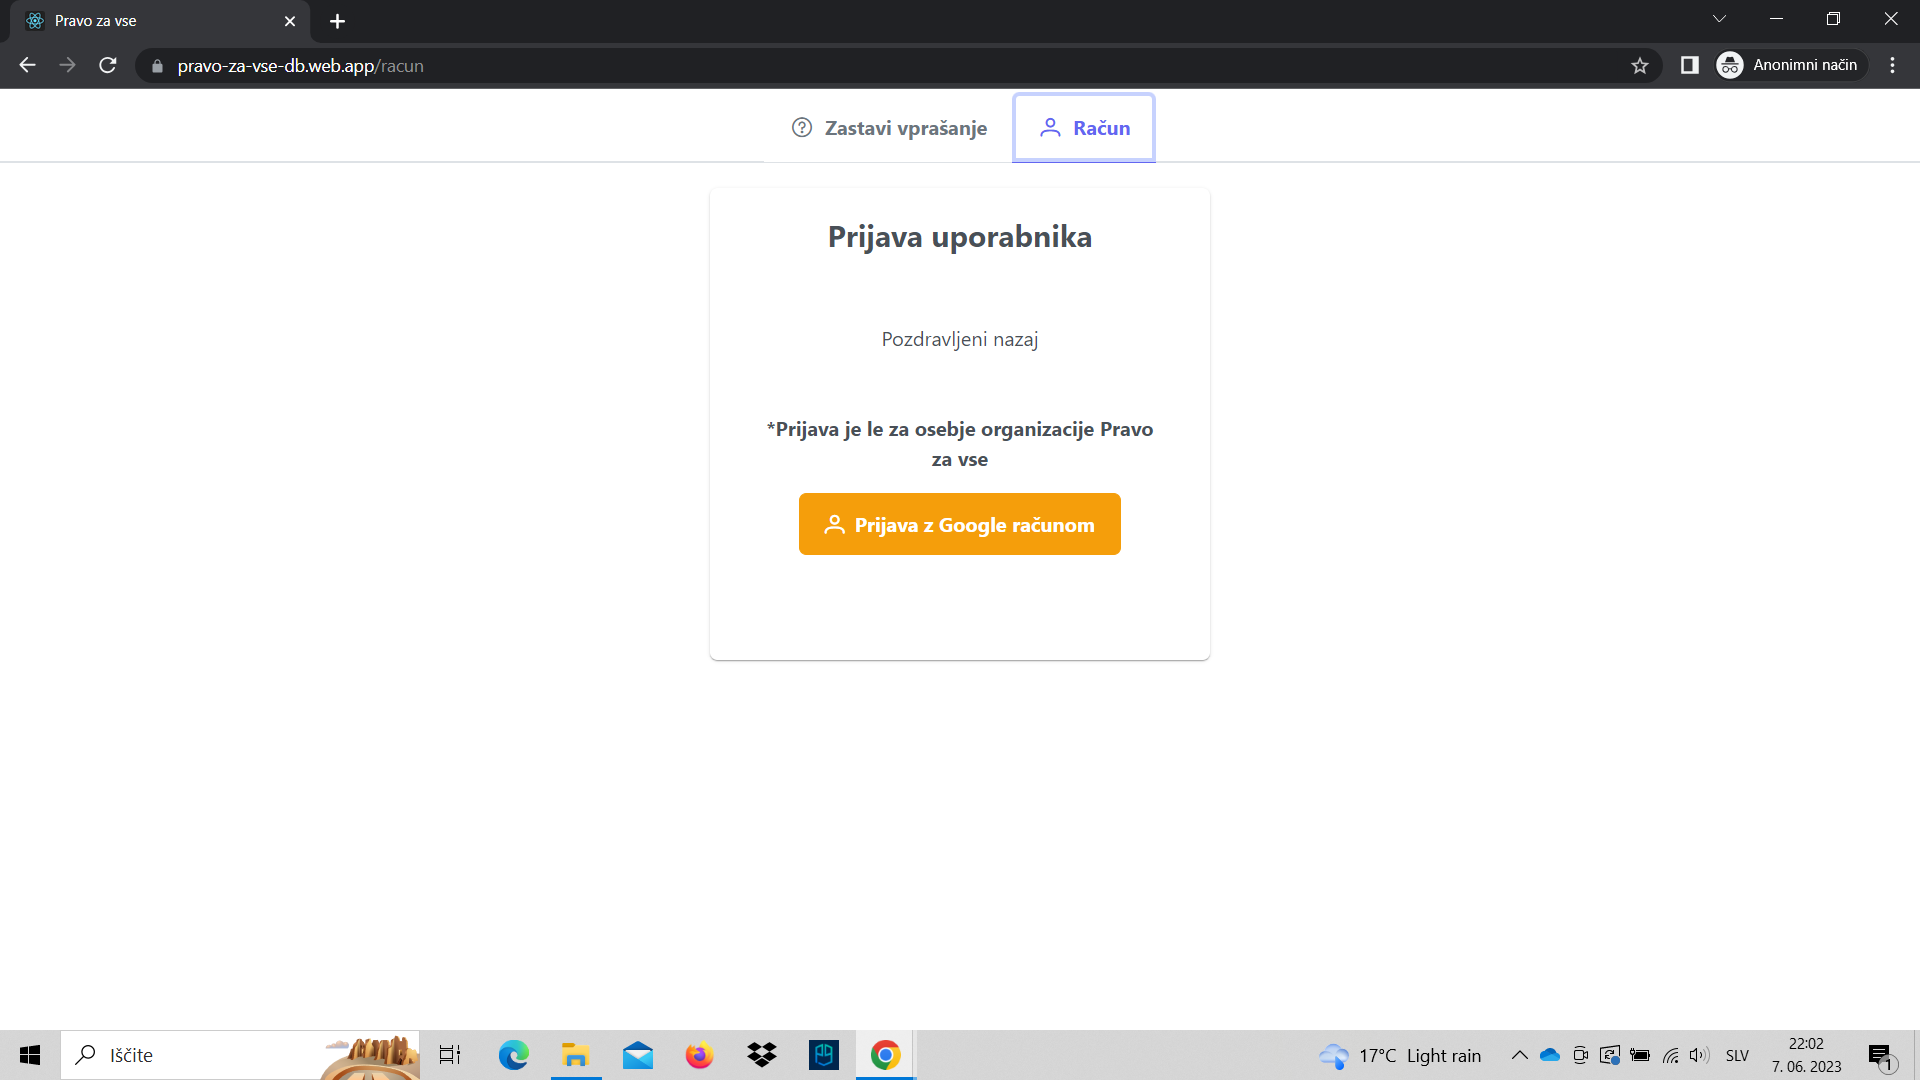 Pravo za vse
pravo-za-vse-db.web.app/racun
Anonimni način
Zastavi vprašanje
Račun
Prijava uporabnika
Pozdravljeni nazaj
*Prijava je le za osebje organizacije Pravo
za vse
Prijava z Google računom
Iščite
17°C Light rain
SLV
22:02
7. 06. 2023
1